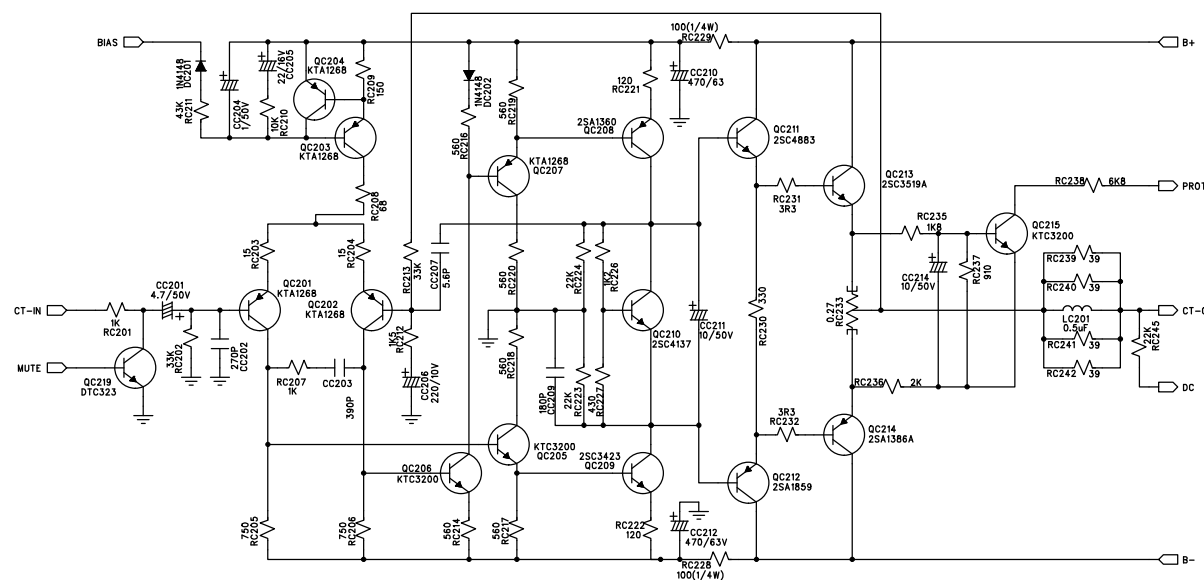 100(1/4W)
RC229
BIAS
B+
1N4148
DC201
43K
RC211
CC204
1/50V
22/16V
CC205
10K
RC210
QC204
KTA1268
RC209
150
QC203
KTA1268
RC208
68
1N4148
DC202
560
RC216
560
RC219
120
RC221
CC210
470/63
2SA1360
QC208
KTA1268
QC207
QC211
2SC4883
QC213
2SC3519A
RC231
3R3
RC238
6K8
PROT
RC235
1K8
QC215
KTC3200
CC214
10/50V
RC237
910
RC239
39
RC240
39
LC201
0.5uF
RC241
39
RC242
39
CT-O
22K
RC245
DC
15
RC203
15
RC204
RC213
33K
CC207
5.6P
560
RC220
22K
RC224
1K2
RC226
330
RC230
0.27
RC233
CC201
4.7/50V
QC201
KTA1268
QC202
KTA1268
CT-IN
1K
RC201
33K
RC202
270P
CC202
MUTE
QC219
DTC323
RC207
1K
CC203
390P
1K5
RC212
CC206
220/10V
560
RC218
180P
CC209
22K
RC223
430
RC227
QC210
2SC4137
CC211
10/50V
RC236
2K
3R3
RC232
QC214
2SA1386A
KTC3200
QC205
QC206
KTC3200
2SC3423
QC209
QC212
2SA1859
750
RC205
750
RC206
560
RC214
560
RC217
RC222
120
CC212
470/63V
RC228
100(1/4W)
B-